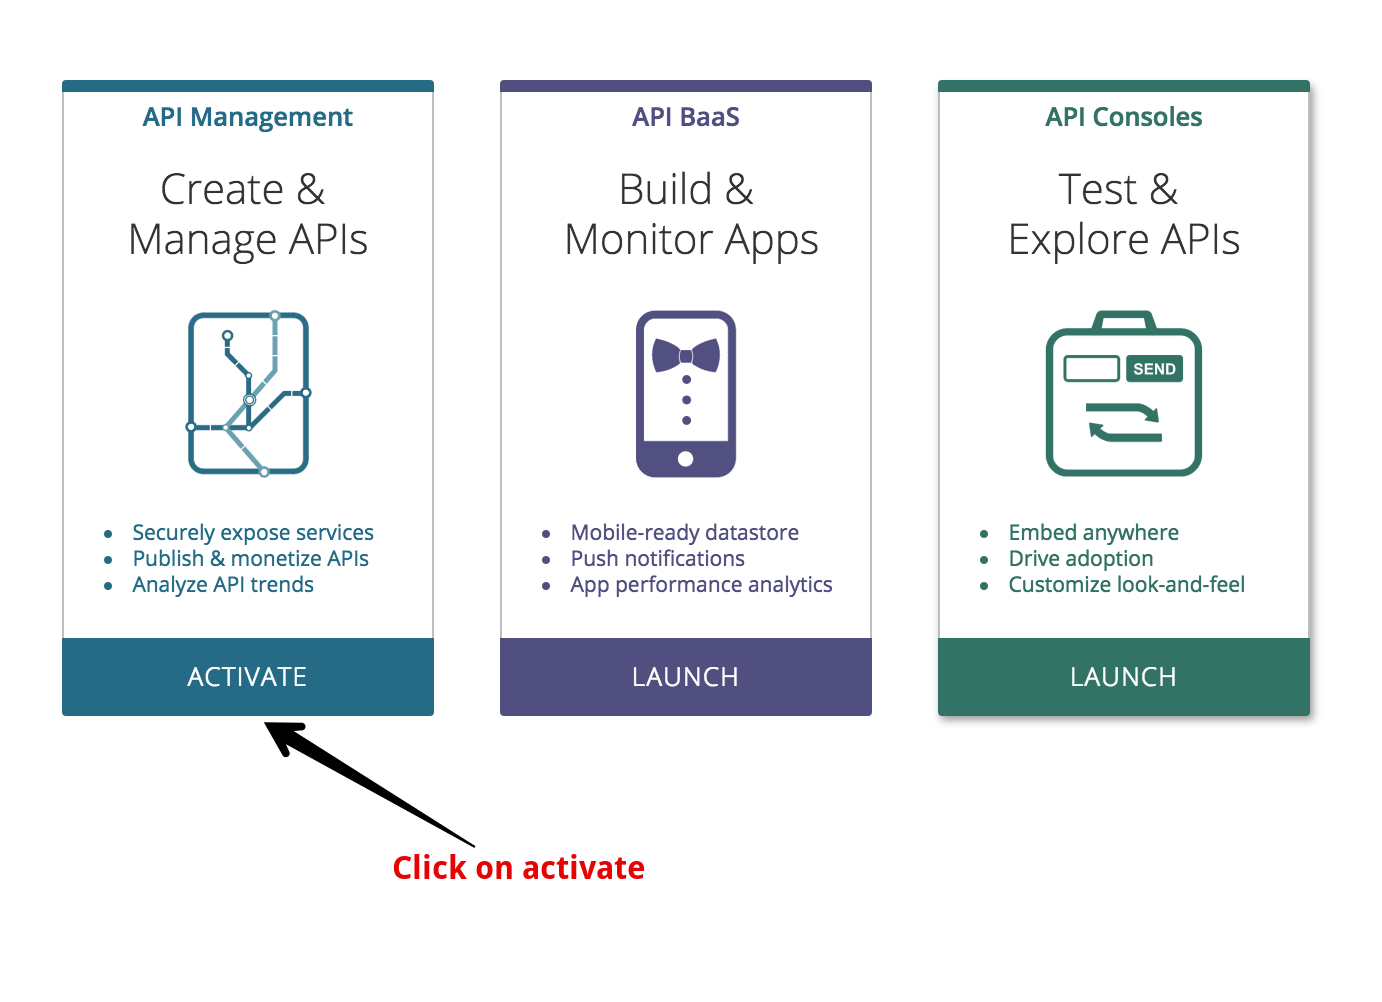 API Management
Create &
Manage APIs
• Securely expose services
• Publish & monetize APIs
• Analyze API trends
ACTIVATE
API BaaS
Build &
Monitor Apps
• Mobile-ready datastore
• Push notifications
• App performance analytics
LAUNCH
API Consoles
Test &
Explore APIs
SEND
• Embed anywhere
• Drive adoption
• Customize look-and-feel
LAUNCH
Click on activate